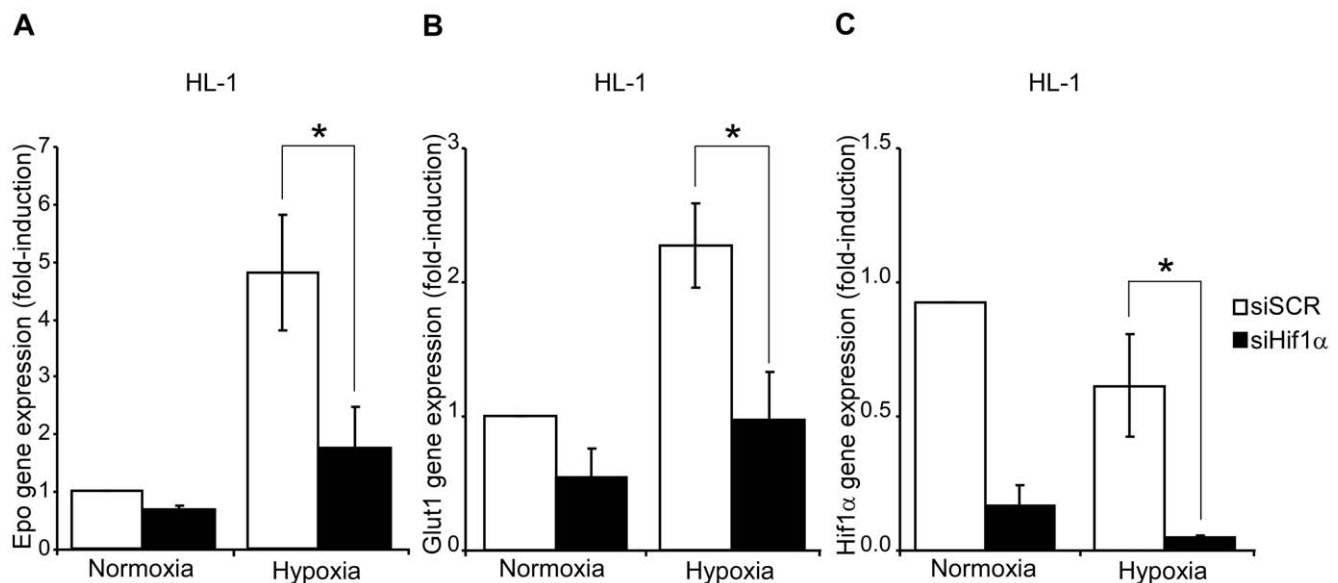 A
HL-1
Epo gene expression (fold-induction)
7
6
5
4
3
2
1
0
*
Normoxia
Hypoxia
B
HL-1
Glut1 gene expression (fold-induction)
3
2
1
0
*
Normoxia
Hypoxia
C
HL-1
Hif1α gene expression (fold-induction)
1.5
1.0
0.5
0.0
*
Normoxia
Hypoxia
siSCR
siHif1α